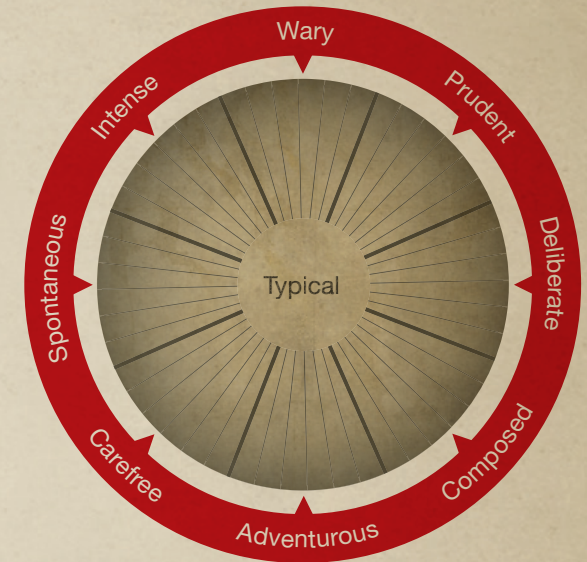 Wary
Prudent
Deliberate
Composed
Adventurous
Carefree
Spontaneous
Intense
Typical